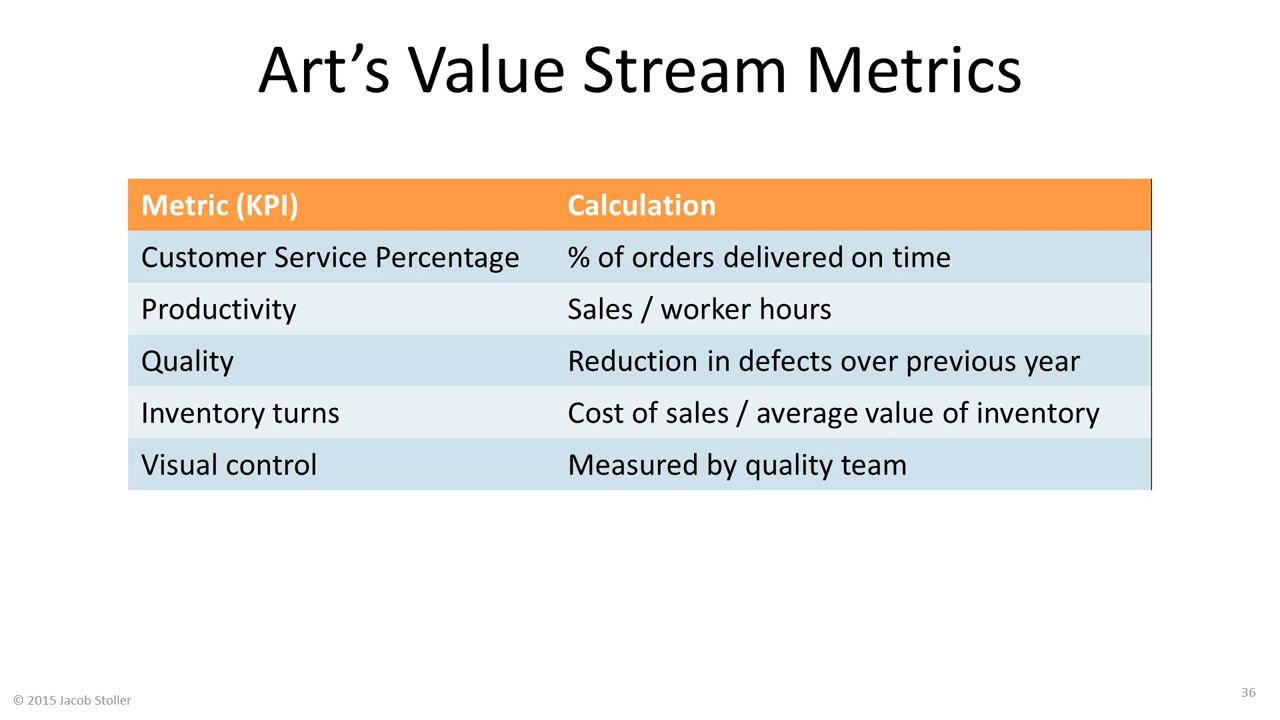 Art’s Value Stream Metrics
Metric (KPI) Calculation
Customer Service Percentage % of orders delivered on time
Productivity Sales / worker hours
Quality Reduction in defects over previous year
Inventory turns Cost of sales / average value of inventory
Visual control Measured by quality team
© 2015 Jacob Stoller
36